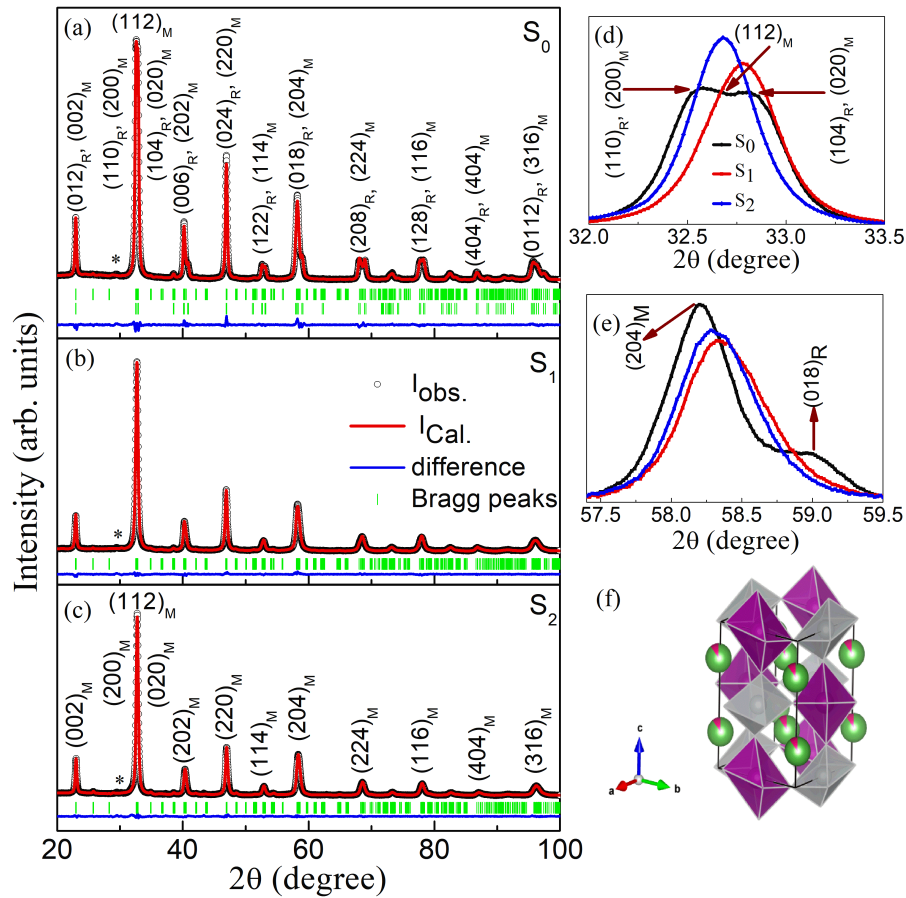 (a)
S0
(112)M
(012)R, (002)M
(110)R, (200)M
(104)R, (020)M
(006)R, (202)M
(024)R, (220)M
(122)R, (114)M
(018)R, (204)M
(208)R, (224)M
(128)R, (116)M
(404)R, (404)M
(0112)R, (316)M
*
(b)
S1
Iobs.
ICal.
difference
Bragg peaks
*
(c)
S2
(112)M
(002)M
(200)M
(020)M
(202)M
(220)M
(114)M
(204)M
(224)M
(116)M
(404)M
(316)M
*
20 40 60 80 100
2θ (degree)
Intensity (arb. units)
(d)
(112)M
(110)R, (200)M
(104)R, (020)M
S0
S1
S2
32.0 32.5 33.0 33.5
2θ (degree)
(e)
(204)M
(018)R
57.5 58.0 58.5 59.0 59.5
2θ (degree)
(f)
c
a
b